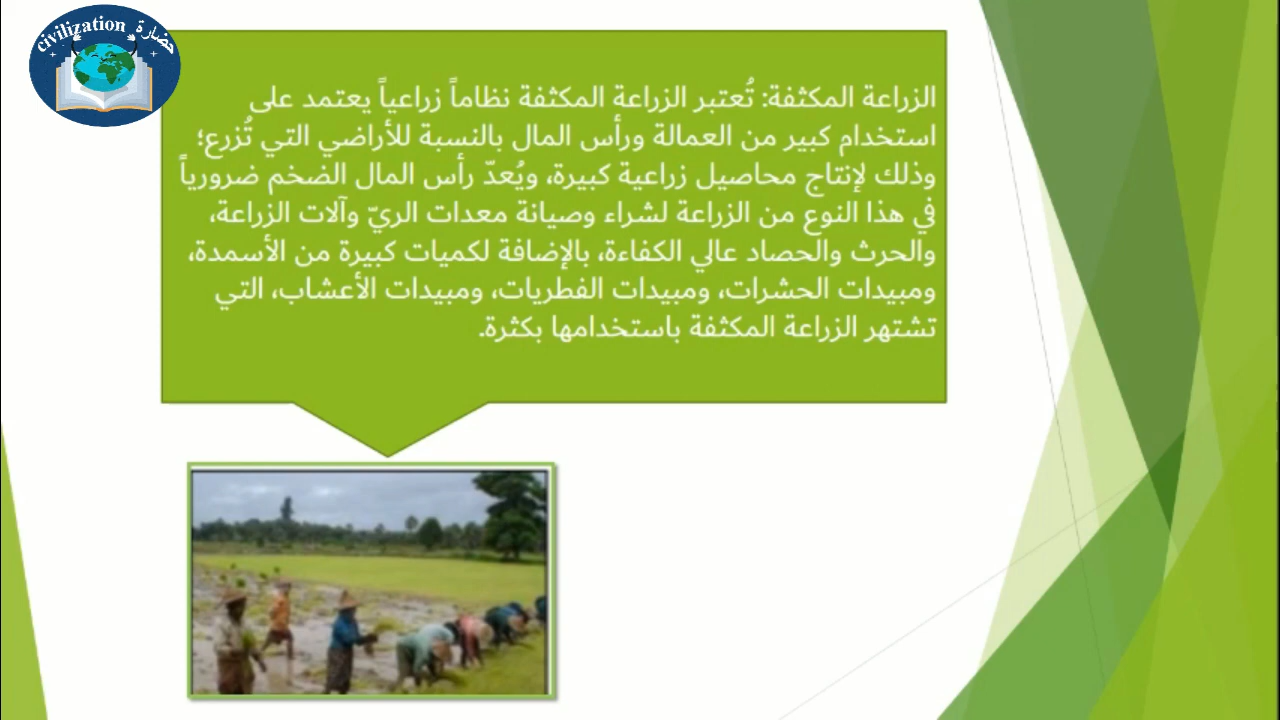 civilization حضارة
الزراعة المكثفة: تُعتبر الزراعة المكثفة نظاماً زراعياً يعتمد على
استخدام كبير من العمالة ورأس المال بالنسبة للأراضي التي تُزرع؛
وذلك لإنتاج محاصيل زراعية كبيرة، ويُعدّ رأس المال الضخم ضرورياً
في هذا النوع من الزراعة لشراء وصيانة معدات الريّ وآلات الزراعة،
والحرث والحصاد عالي الكفاءة، بالإضافة لكميات كبيرة من الأسمدة،
ومبيدات الحشرات، ومبيدات الفطريات، ومبيدات الأعشاب، التي
تشتهر الزراعة المكثفة باستخدامها بكثرة.